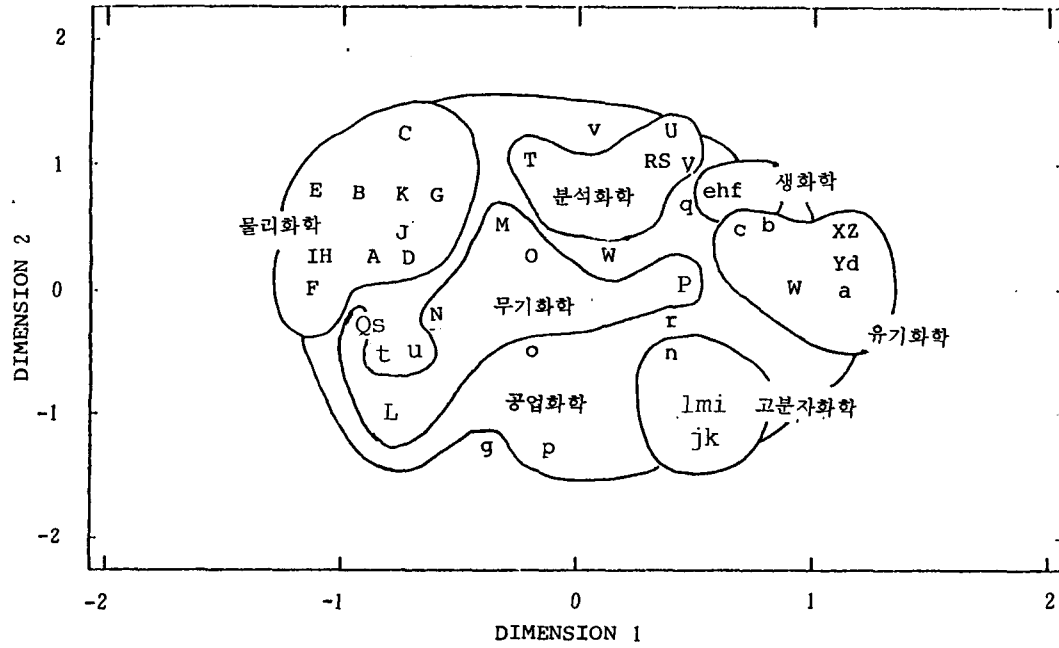 2
v
U
C
1
T
RS V
E B K G
ehf
생화학
분석화학
q
물리화학
M
c b
XZ
J
IH A D
O
W
Yd
0
F
P
W
a
무기화학
N
Qs
r
유기화학
t u
o
n
-1
L
공업화학
lmi
고분자화학
jk
g
p
-2
DIMENSION 2
-2 -1 0 1 2
DIMENSION 1